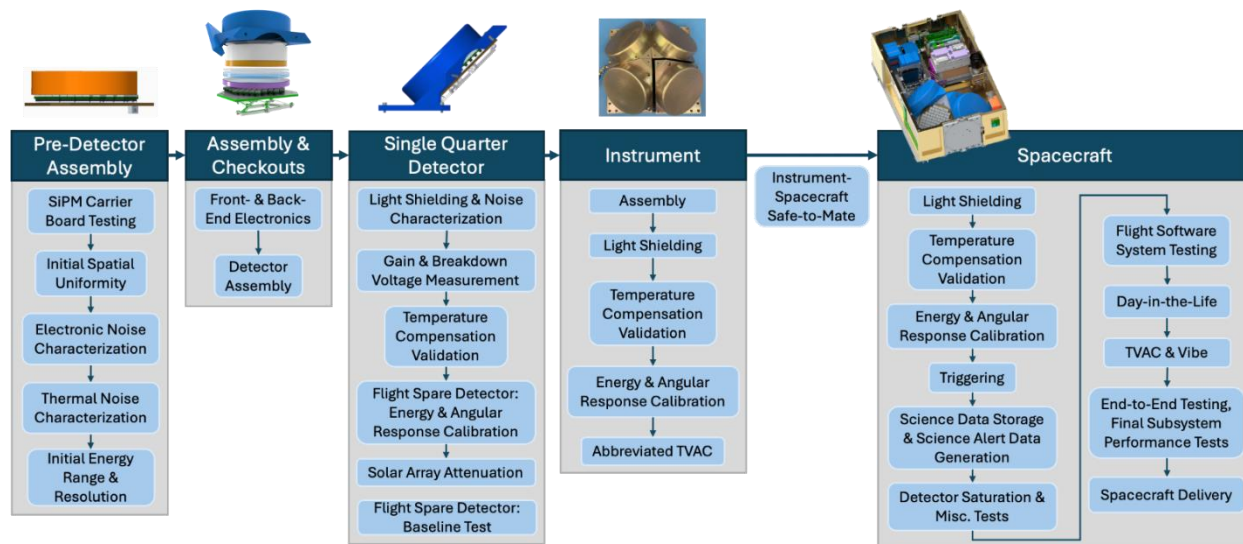 Pre-Detector
Assembly
SiPM Carrier
Board Testing
Initial Spatial
Uniformity
Electronic Noise
Characterization
Thermal Noise
Characterization
Initial Energy
Range &
Resolution
Assembly &
Checkouts
Front- & Back-
End Electronics
Detector
Assembly
Single Quarter
Detector
Light Shielding & Noise
Characterization
Gain & Breakdown
Voltage Measurement
Temperature
Compensation
Validation
Flight Spare Detector:
Energy & Angular
Response Calibration
Solar Array Attenuation
Flight Spare Detector:
Baseline Test
Instrument
Assembly
Light Shielding
Temperature
Compensation
Validation
Energy & Angular
Response Calibration
Abbreviated TVAC
Instrument-
Spacecraft
Safe-to-Mate
Spacecraft
Light Shielding
Temperature
Compensation
Validation
Energy & Angular
Response Calibration
Triggering
Science Data Storage
& Science Alert Data
Generation
Detector Saturation &
Misc. Tests
Flight Software
System Testing
Day-in-the-Life
TVAC & Vibe
End-to-End Testing,
Final Subsystem
Performance Tests
Spacecraft Delivery